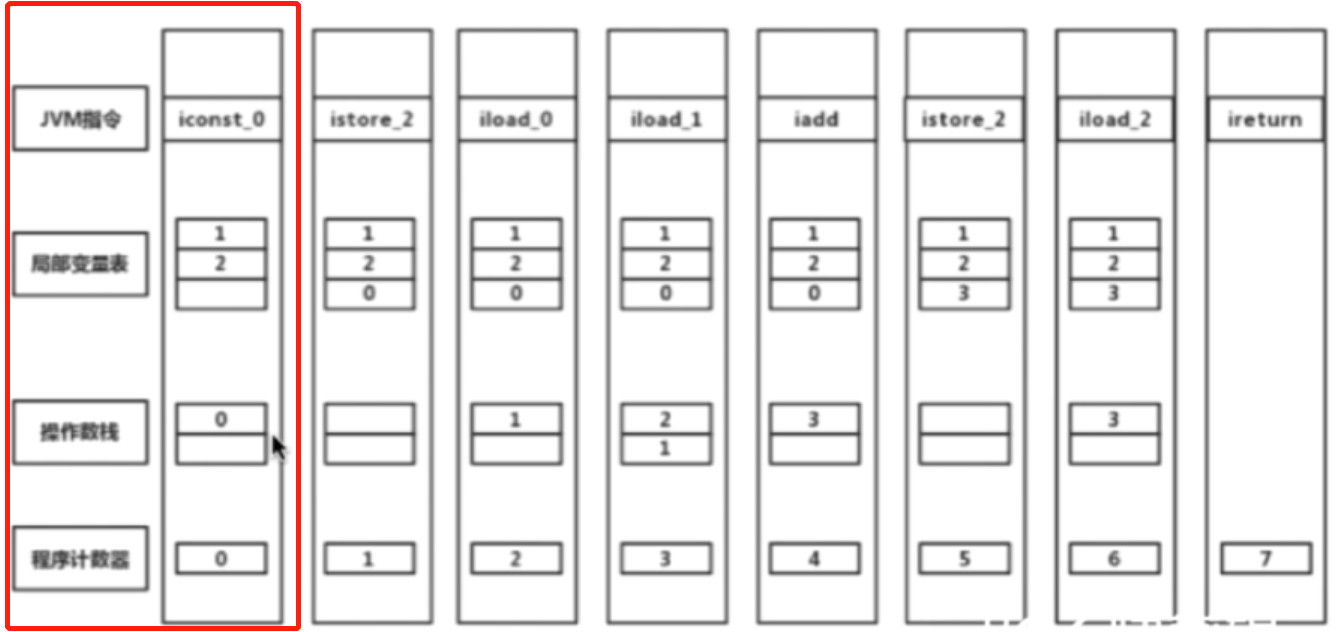 JVM指令 iconst_0 istore_2 iload_0 iload_1 iadd istore_2 iload_2 ireturn
1 1 1 1 1 1 1
局部变量表 2 2 2 2 2 2 2
0 0 0 0 3 3
0 1 2 3 3
操作数栈
1
程序计数器 0 1 2 3 4 5 6 7